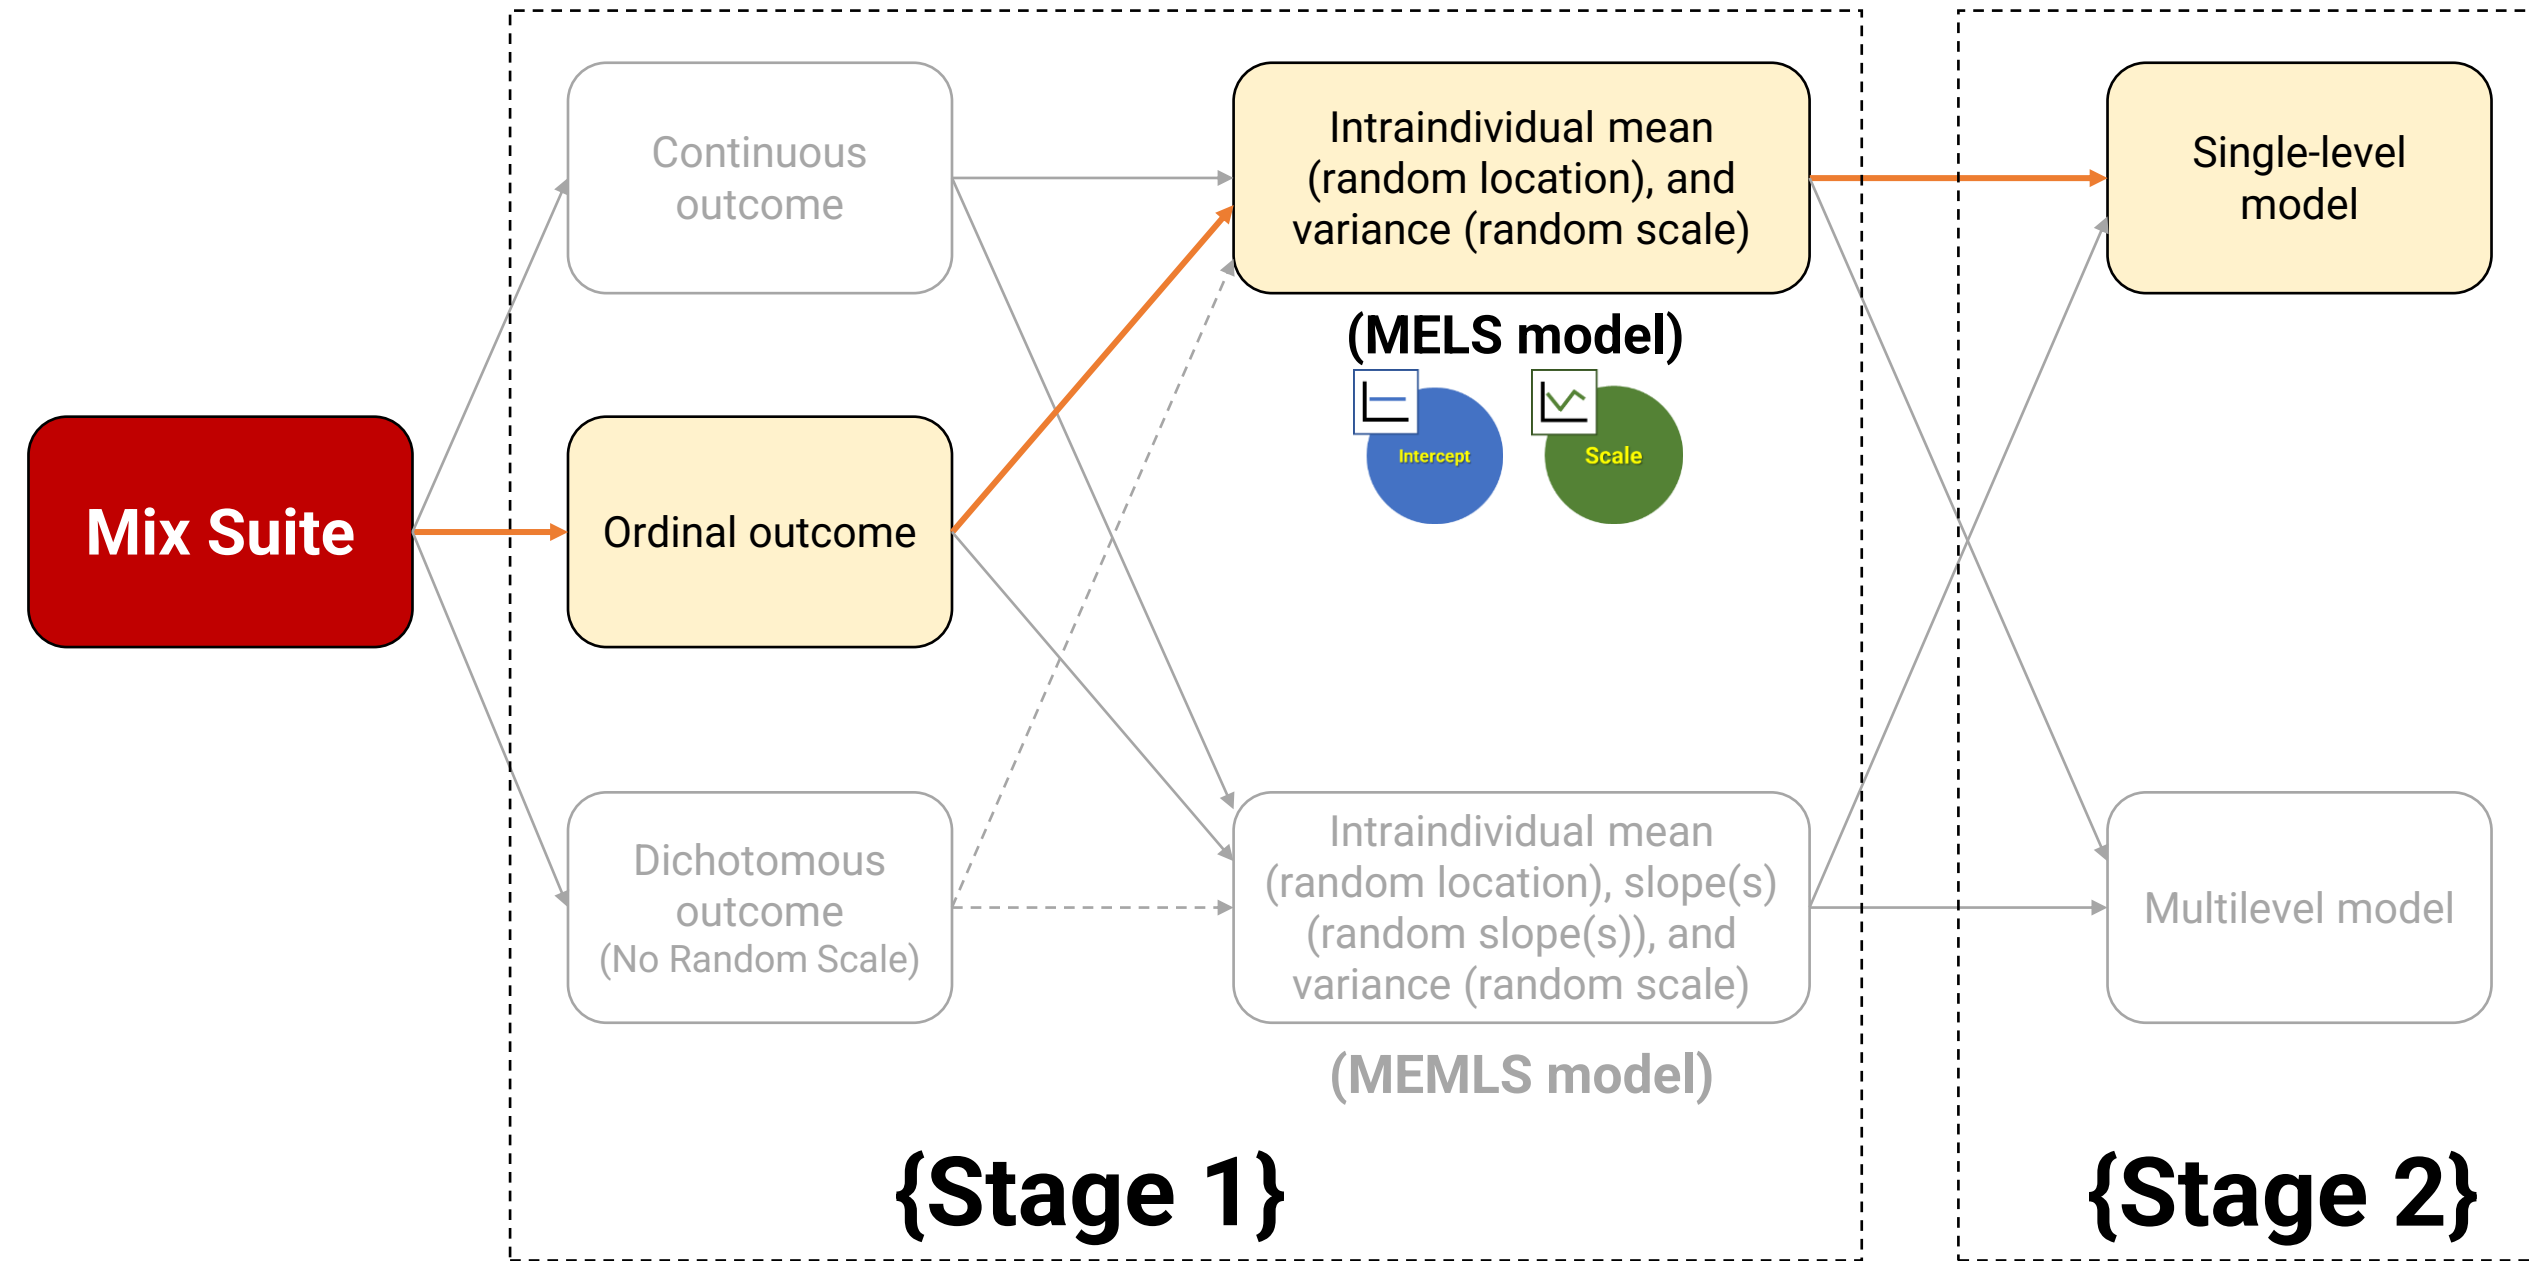 Continuous
outcome
Intraindividual mean
(random location), and
variance (random scale)
Single-level
model
(MELS model)
Intercept
Scale
Mix Suite
Ordinal outcome
Dichotomous
outcome
(No Random Scale)
Intraindividual mean
(random location), slope(s)
(random slope(s)), and
variance (random scale)
Multilevel model
(MEMLS model)
{Stage 1}
{Stage 2}